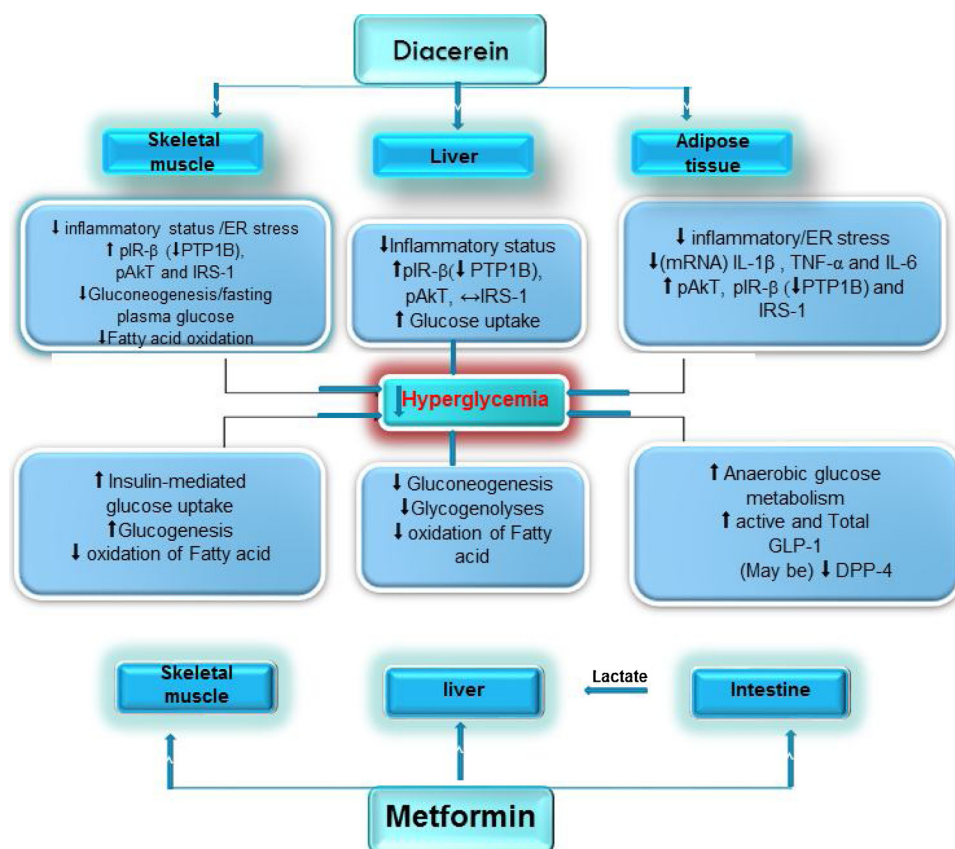 Diacerein
Skeletal
muscle
Liver
Adipose
tissue
↓ inflammatory status /ER stress
↑ pIR-β (↓PTP1B),
pAkT and IRS-1
↓Gluconeogenesis/fasting
plasma glucose
↓Fatty acid oxidation
↓Inflammatory status
↑pIR-β(↓ PTP1B),
pAkT, ↔IRS-1
↑ Glucose uptake
↓ inflammatory/ER stress
↓(mRNA) IL-1β , TNF-α and IL-6
↑ pAkT, pIR-β (↓PTP1B) and
IRS-1
↓Hyperglycemia
↑ Insulin-mediated
glucose uptake
↑Glucogenesis
↓ oxidation of Fatty acid
↓ Gluconeogenesis
↓Glycogenolyses
↓ oxidation of Fatty
acid
↑ Anaerobic glucose
metabolism
↑ active and Total
GLP-1
(May be) ↓ DPP-4
Skeletal
muscle
liver
Lactate
Intestine
Metformin